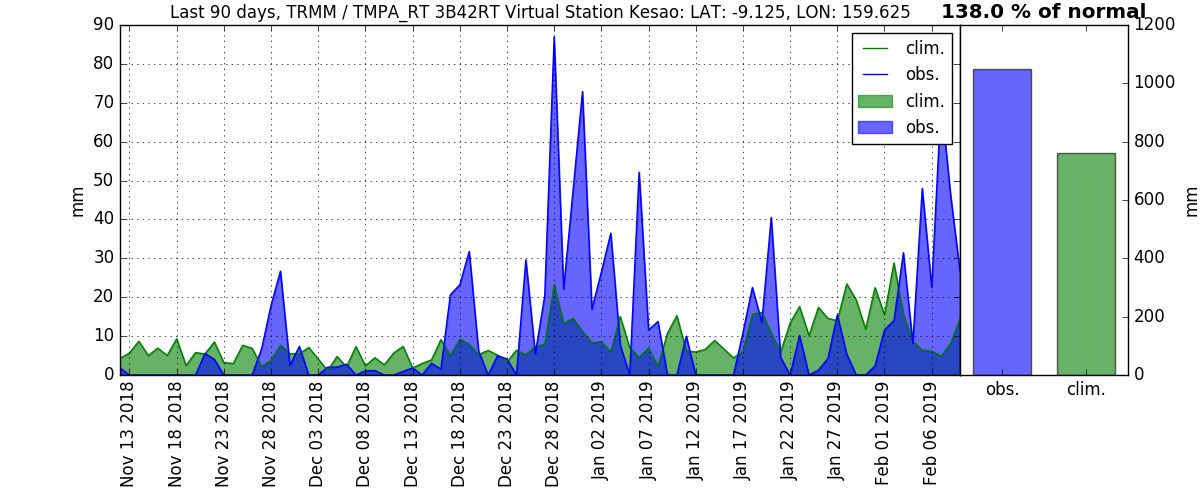 Last 90 days, TRMM / TMPA_RT 3B42RT Virtual Station Kesao: LAT: -9.125, LON: 159.625
138.0 % of normal
mm
90
80
70
60
50
40
30
20
10
0
clim.
obs.
clim.
obs.
1200
1000
800
600
400
200
0
mm
obs.
clim.
Nov 13 2018
Nov 18 2018
Nov 23 2018
Nov 28 2018
Dec 03 2018
Dec 08 2018
Dec 13 2018
Dec 18 2018
Dec 23 2018
Dec 28 2018
Jan 02 2019
Jan 07 2019
Jan 12 2019
Jan 17 2019
Jan 22 2019
Jan 27 2019
Feb 01 2019
Feb 06 2019